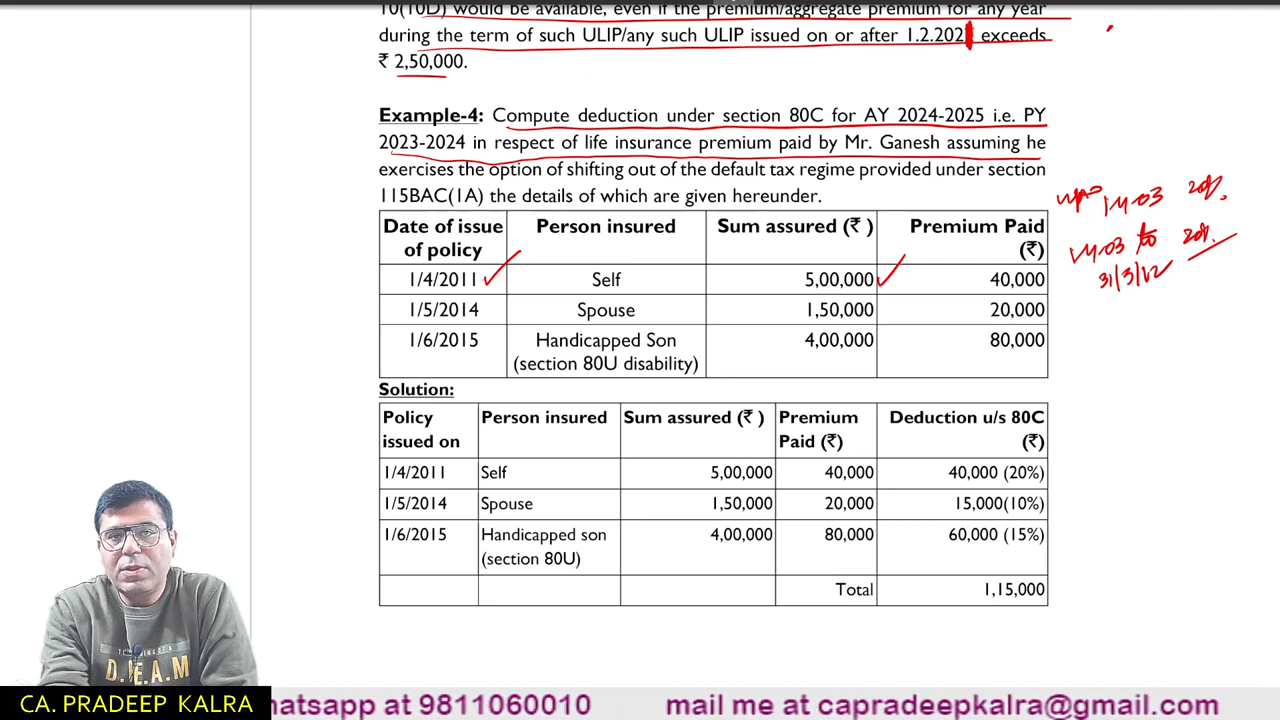 10(10D) would be available, even if the premium/aggregate premium for any year
during the term of such ULIP/any such ULIP issued on or after 1.2.202 exceeds
₹ 2,50,000.
Example-4: Compute deduction under section 80C for AY 2024-2025 i.e. PY
2023-2024 in respect of life insurance premium paid by Mr. Ganesh assuming he
exercises the option of shifting out of the default tax regime provided under section
115BAC(1A) the details of which are given hereunder.
Date of issue of policy Person insured Sum assured (₹ ) Premium Paid (₹)
1/4/2011 Self 5,00,000 40,000
1/5/2014 Spouse 1,50,000 20,000
1/6/2015 Handicapped Son (section 80U disability) 4,00,000 80,000
1-4-03 to
31/3/12
Solution:
Policy issued on Person insured Sum assured (₹ ) Premium Paid (₹) Deduction u/s 80C (₹)
1/4/2011 Self 5,00,000 40,000 40,000 (20%)
1/5/2014 Spouse 1,50,000 20,000 15,000(10%)
1/6/2015 Handicapped son (section 80U) 4,00,000 80,000 60,000 (15%)
Total 1,15,000
D.R.E.A.M
CA. PRADEEP KALRA
hatsapp at 9811060010 mail me at capradeepkalra@gmail.com